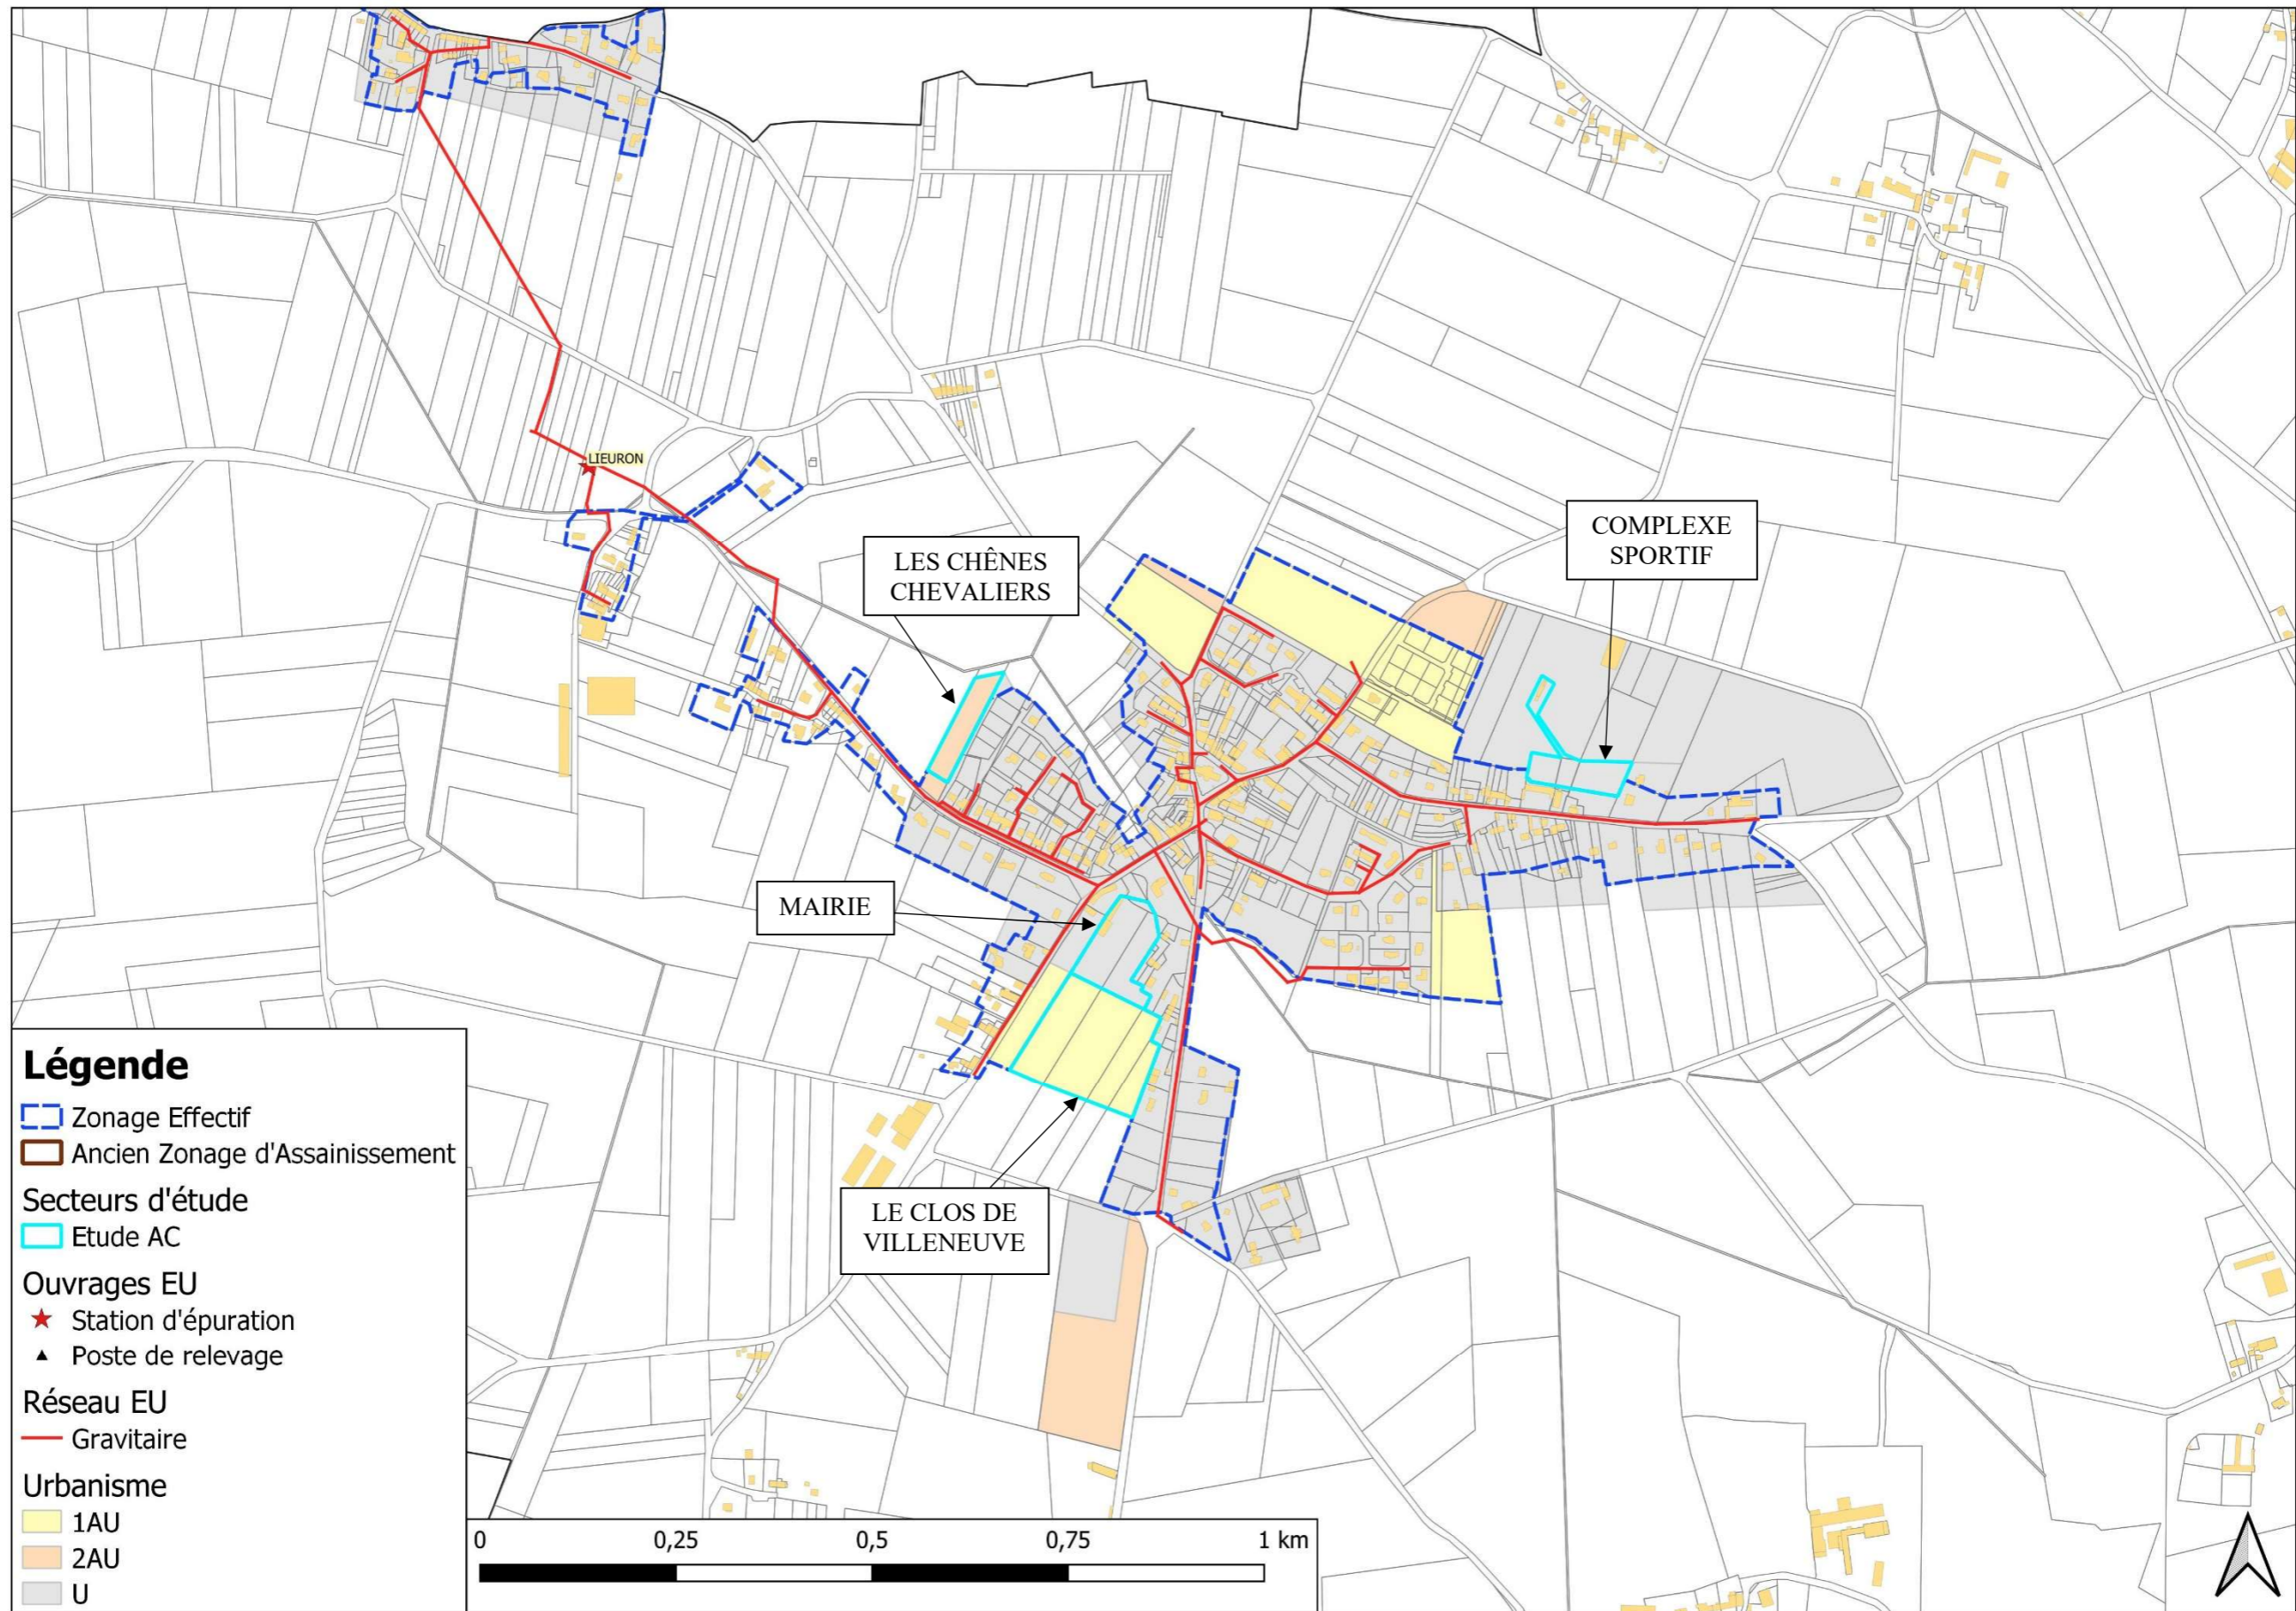 LIEURON
COMPLEXE
SPORTIF
LES CHÊNES
CHEVALIERS
MAIRIE
LE CLOS DE
VILLENEUVE
Légende
Zonage Effectif
Ancien Zonage d'Assainissement
Secteurs d'étude
Etude AC
Ouvrages EU
Station d'épuration
Poste de relevage
Réseau EU
Gravitaire
Urbanisme
1AU
2AU
U
0 0,25 0,5 0,75 1 km